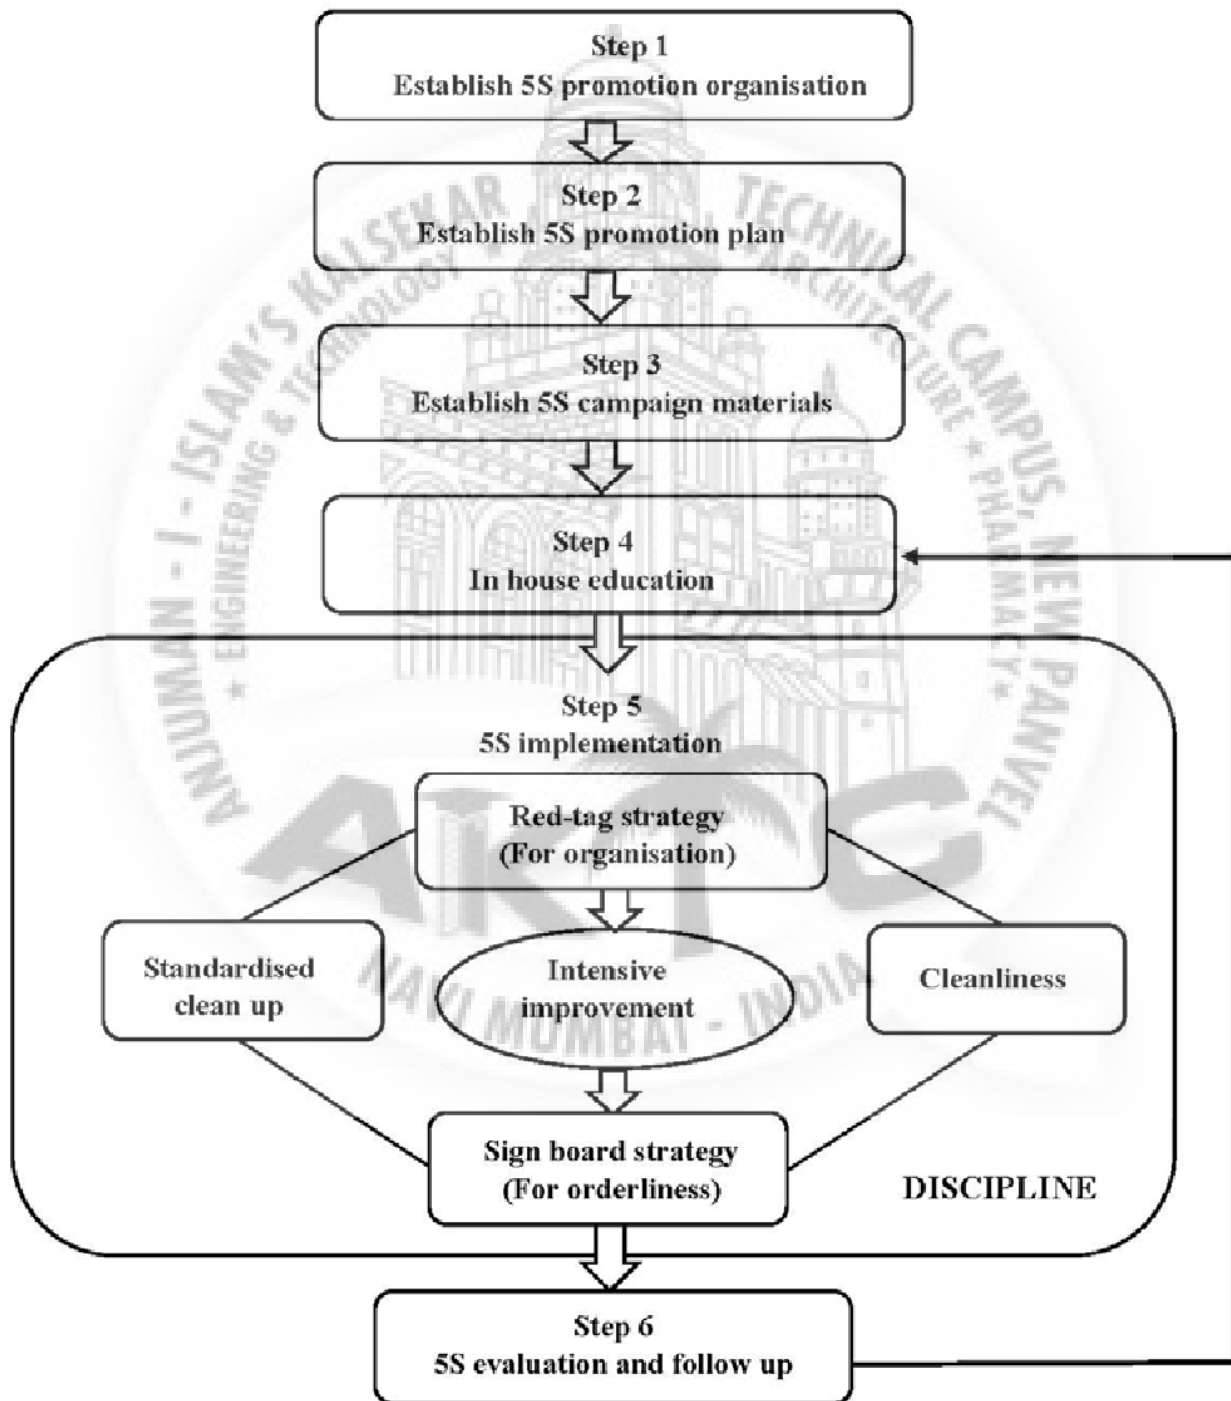 Step 1
Establish 5S promotion organisation
Step 2
Establish 5S promotion plan
Step 3
Establish 5S campaign materials
Step 4
In house education
Step 5
5S implementation
Red-tag strategy
(For organisation)
Standardised
clean up
Intensive
improvement
Cleanliness
Sign board strategy
(For orderliness)
DISCIPLINE
Step 6
5S evaluation and follow up
ANJUMAN - I - ISLAM'S KALSEKAR TECHNICAL CAMPUS, NEW PANVEL
★ ENGINEERING & TECHNOLOGY ★ ARCHITECTURE ★ PHARMACY ★
AKTC
NAVI MUMBAI - INDIA